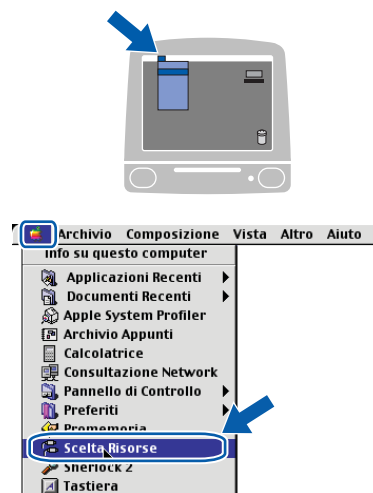 Archivio Composizione Vista Altro Aiuto
Info su questo computer
Applicazioni Recenti
Documenti Recenti
Apple System Profiler
Archivio Appunti
Calcolatrice
Consultazione Network
Pannello di Controllo
Preferiti
Promemoria
Scelta Risorse
Sherlock 2
Tastiera